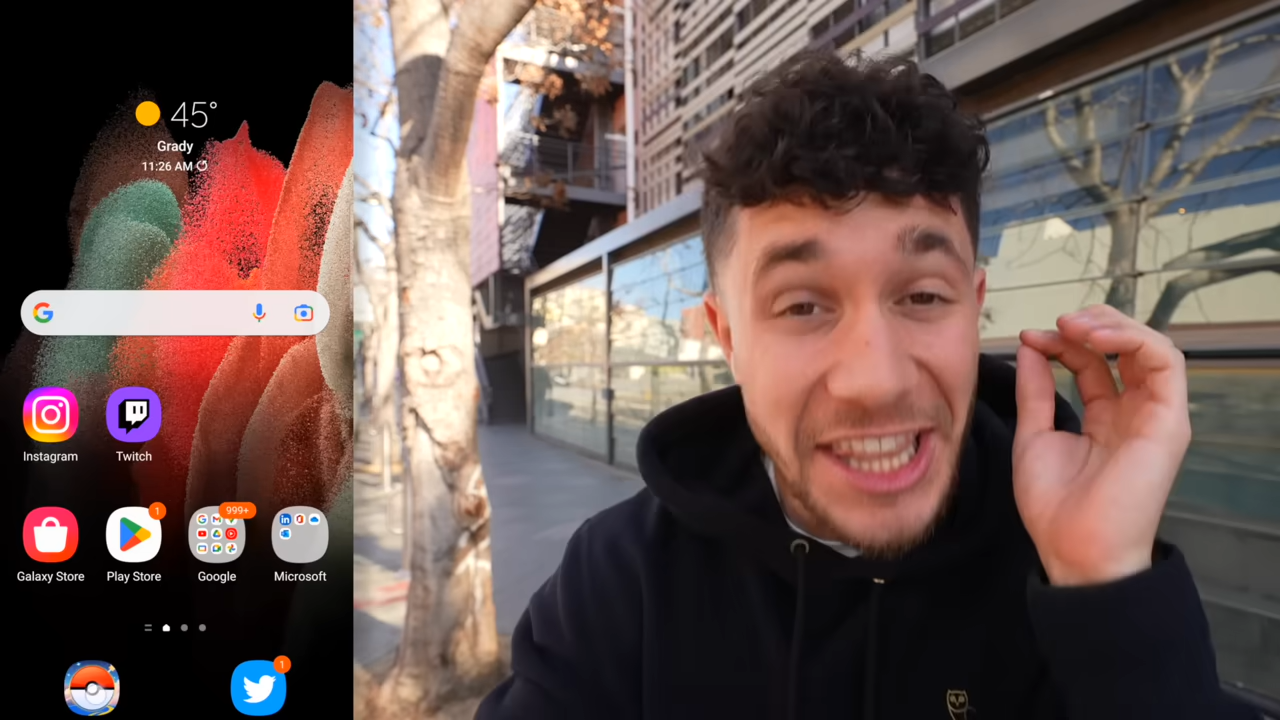 45°
Grady
11:26 AM
Instagram
Twitch
1
999+
Galaxy Store
Play Store
Google
Microsoft
1